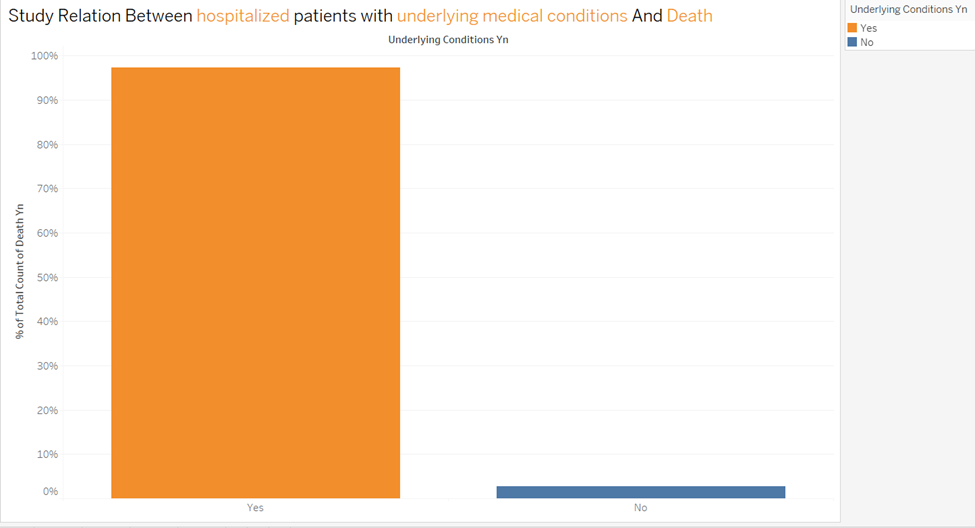 Study Relation Between hospitalized patients with underlying medical conditions And Death
Underlying Conditions Yn
Yes
No
Underlying Conditions Yn
% of Total Count of Death Yn
100%
90%
80%
70%
60%
50%
40%
30%
20%
10%
0%
Yes
No